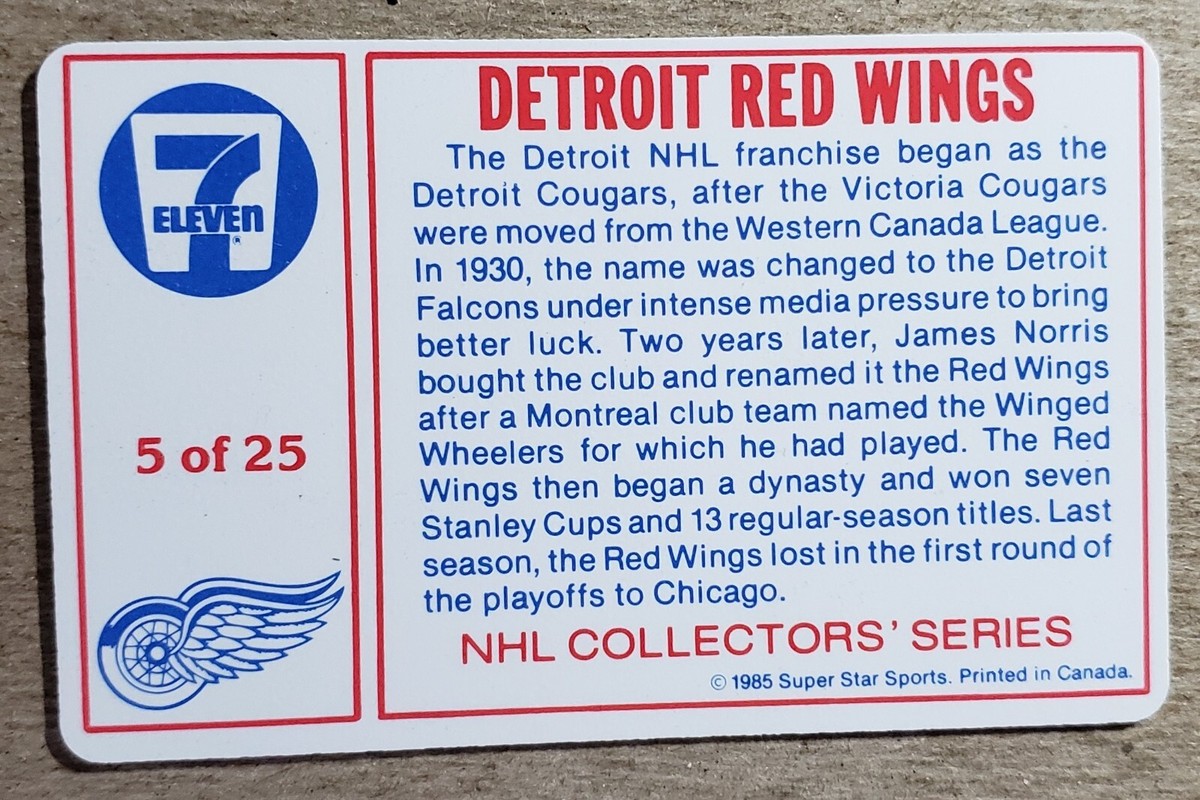 7
ELEVEN
®
5 of 25
DETROIT RED WINGS
The Detroit NHL franchise began as the
Detroit Cougars, after the Victoria Cougars
were moved from the Western Canada League.
In 1930, the name was changed to the Detroit
Falcons under intense media pressure to bring
better luck. Two years later, James Norris
bought the club and renamed it the Red Wings
after a Montreal club team named the Winged
Wheelers for which he had played. The Red
Wings then began a dynasty and won seven
Stanley Cups and 13 regular-season titles. Last
season, the Red Wings lost in the first round of
the playoffs to Chicago.
NHL COLLECTORS' SERIES
© 1985 Super Star Sports. Printed in Canada.